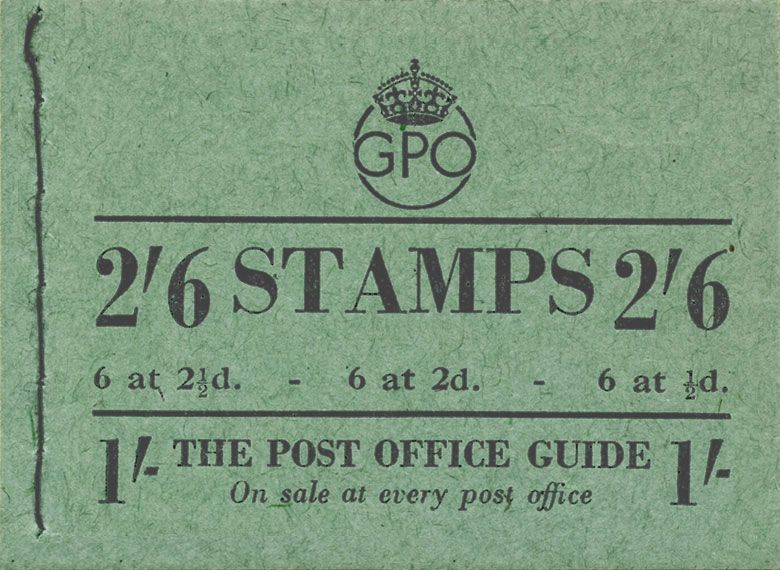 GPO
2'6 STAMPS 2'6
6 at 2½d. - 6 at 2d. - 6 at ½d.
1'- THE POST OFFICE GUIDE 1'-
On sale at every post office